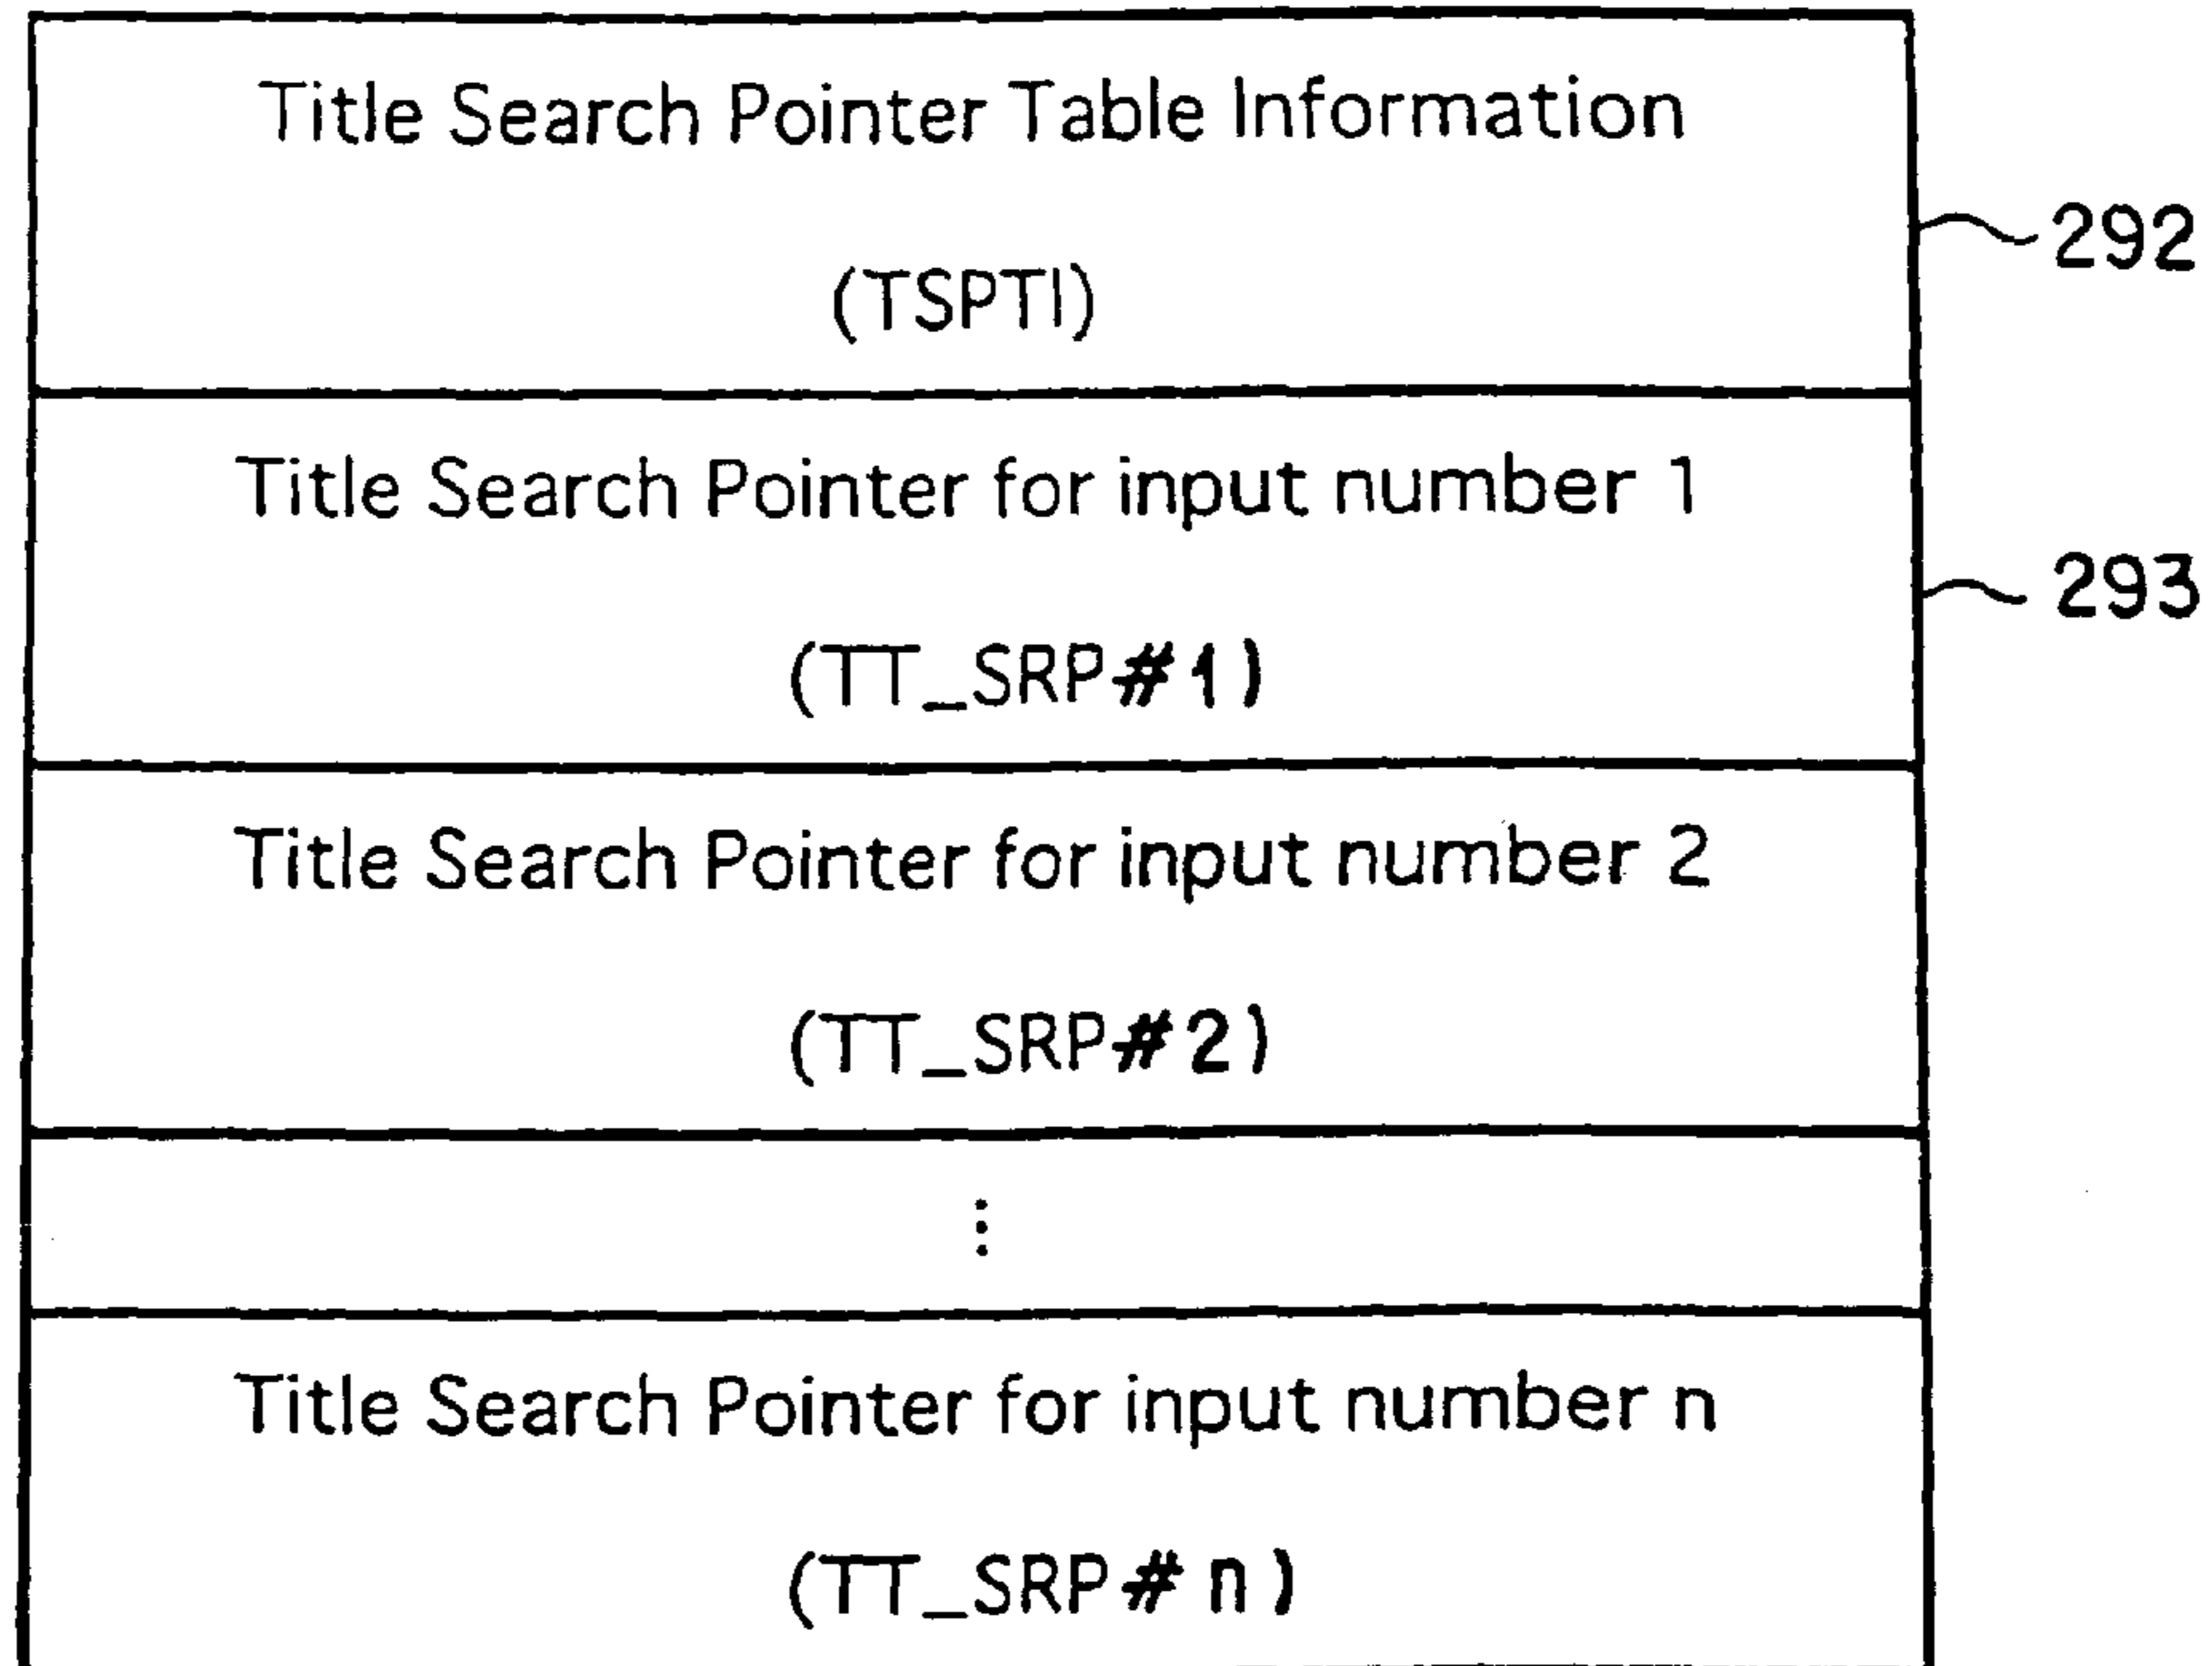 Title Search Pointer Table Information
(TSPTI)
292
Title Search Pointer for input number 1
293
(TT_SRP#1)
Title Search Pointer for input number 2
(TT_SRP#2)
⋮
Title Search Pointer for input number n
(TT_SRP#n)